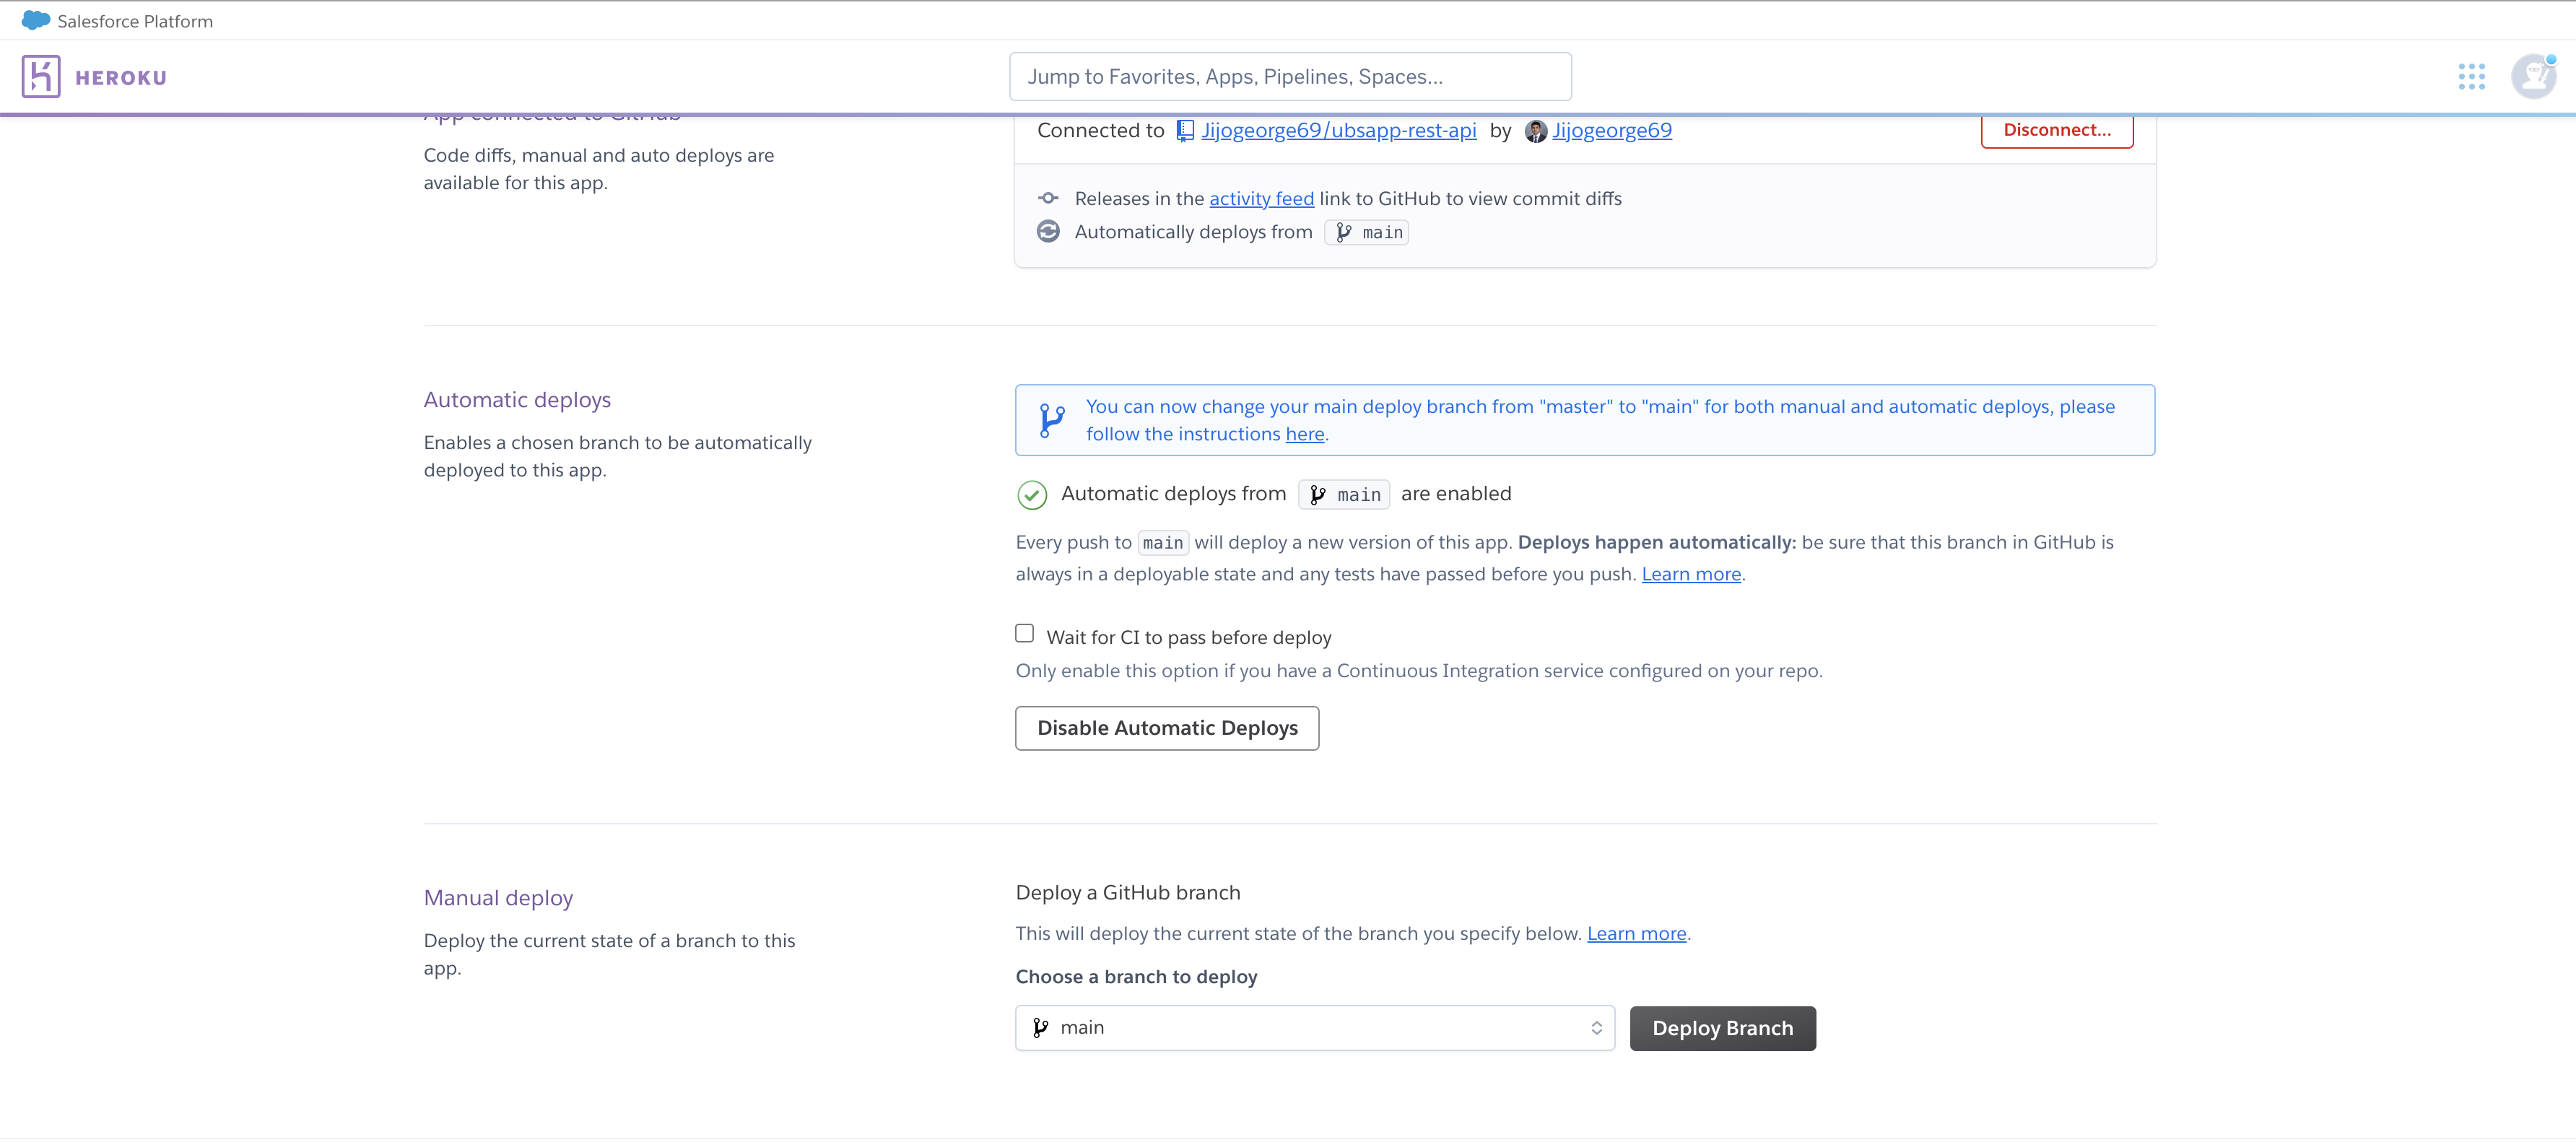 Salesforce Platform
HEROKU
Jump to Favorites, Apps, Pipelines, Spaces...
App connected to GitHub
Code diffs, manual and auto deploys are
available for this app.
Connected to Jijogeorge69/ubsapp-rest-api by Jijogeorge69
Disconnect...
Releases in the activity feed link to GitHub to view commit diffs
Automatically deploys from main
Automatic deploys
Enables a chosen branch to be automatically
deployed to this app.
You can now change your main deploy branch from "master" to "main" for both manual and automatic deploys, please
follow the instructions here.
Automatic deploys from main are enabled
Every push to main will deploy a new version of this app. Deploys happen automatically: be sure that this branch in GitHub is
always in a deployable state and any tests have passed before you push. Learn more.
Wait for CI to pass before deploy
Only enable this option if you have a Continuous Integration service configured on your repo.
Disable Automatic Deploys
Manual deploy
Deploy the current state of a branch to this
app.
Deploy a GitHub branch
This will deploy the current state of the branch you specify below. Learn more.
Choose a branch to deploy
main
Deploy Branch